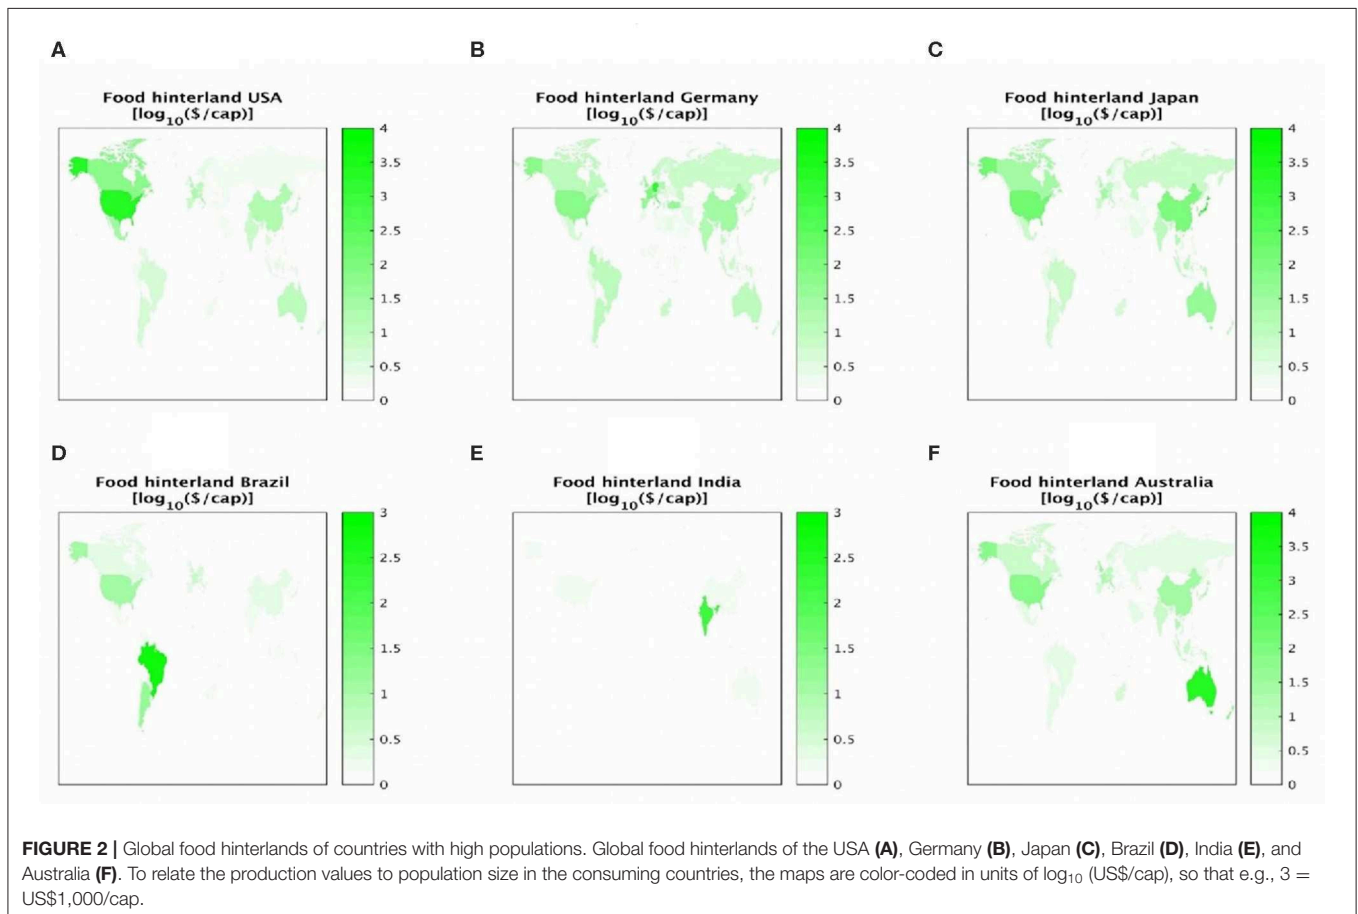 A
B
C
Food hinterland USA
[log10($/cap)]
4
3.5
3
2.5
2
1.5
1
0.5
0
Food hinterland Germany
[log10($/cap)]
4
3.5
3
2.5
2
1.5
1
0.5
0
Food hinterland Japan
[log10($/cap)]
4
3.5
3
2.5
2
1.5
1
0.5
0
D
E
F
Food hinterland Brazil
[log10($/cap)]
3
2.5
2
1.5
1
0.5
0
Food hinterland India
[log10($/cap)]
3
2.5
2
1.5
1
0.5
0
Food hinterland Australia
[log10($/cap)]
4
3.5
3
2.5
2
1.5
1
0.5
0
FIGURE 2 | Global food hinterlands of countries with high populations. Global food hinterlands of the USA (A), Germany (B), Japan (C), Brazil (D), India (E), and
Australia (F). To relate the production values to population size in the consuming countries, the maps are color-coded in units of log10 (US$/cap), so that e.g., 3 =
US$1,000/cap.